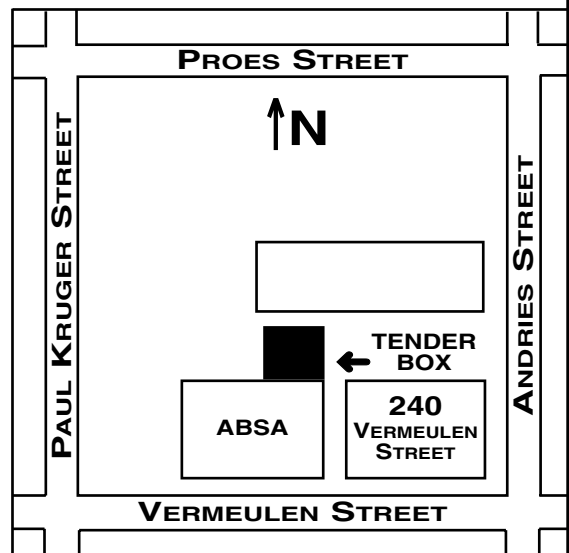 PROES STREET
N
PAUL KRUGER STREET
ANDRIES STREET
TENDER
BOX
ABSA
240
VERMEULEN
STREET
VERMEULEN STREET